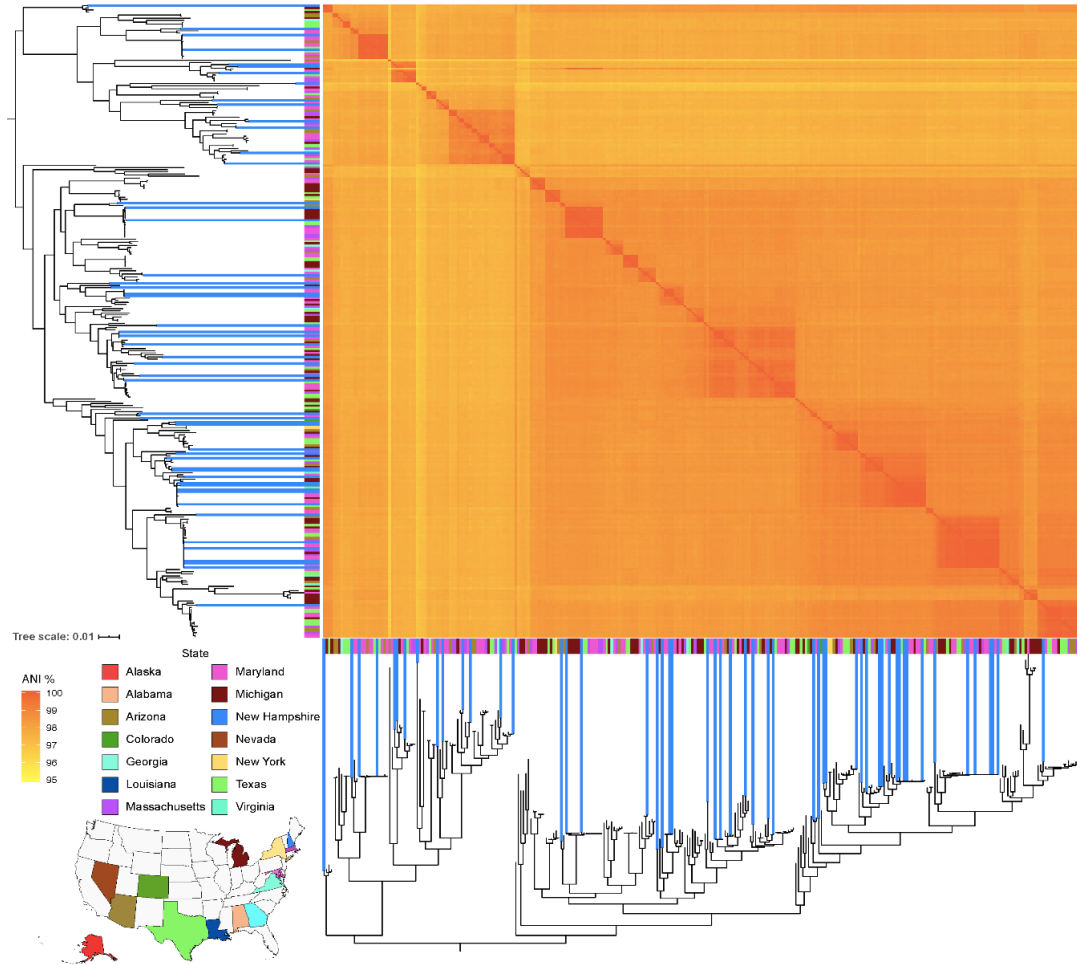 Tree scale: 0.01
State
ANI %
100
99
98
97
96
95
Alaska
Alabama
Arizona
Colorado
Georgia
Louisiana
Massachusetts
Maryland
Michigan
New Hampshire
Nevada
New York
Texas
Virginia